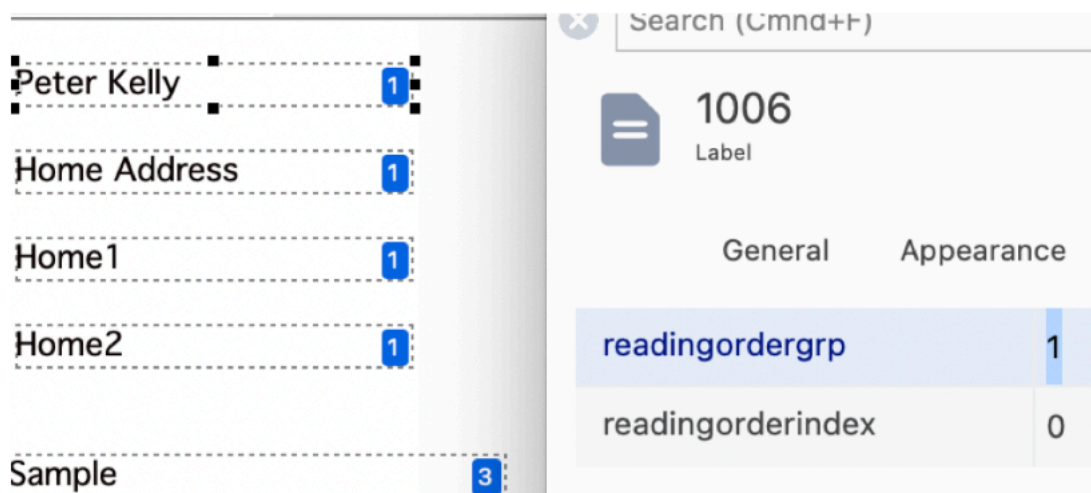 Peter Kelly 1
Home Address 1
Home1 1
Home2 1
Sample 3
Search (Cmnd+F)
1006
Label
General Appearance
readingordergrp 1
readingorderindex 0